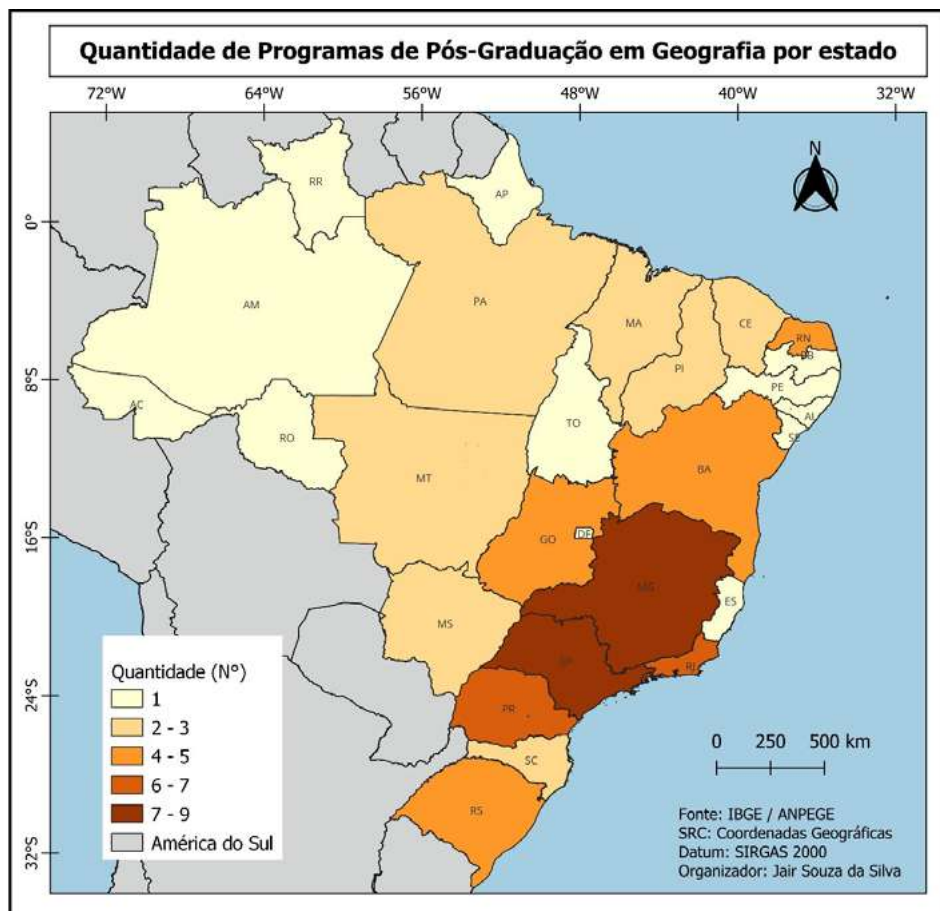 Quantidade de Programas de Pós-Graduação em Geografia por estado
72°W 64°W 56°W 48°W 40°W 32°W
N
0°
8°S
16°S
24°S
32°S
RR
AP
AM
PA
MA
CE
RN
PB
PI
PE
AC
AL
TO
SE
RO
BA
MT
GO
DF
MG
ES
MS
SP
RJ
PR
SC
RS
Quantidade (N°)
1
2 - 3
4 - 5
6 - 7
7 - 9
América do Sul
0 250 500 km
Fonte: IBGE / ANPEGE
SRC: Coordenadas Geográficas
Datum: SIRGAS 2000
Organizador: Jair Souza da Silva